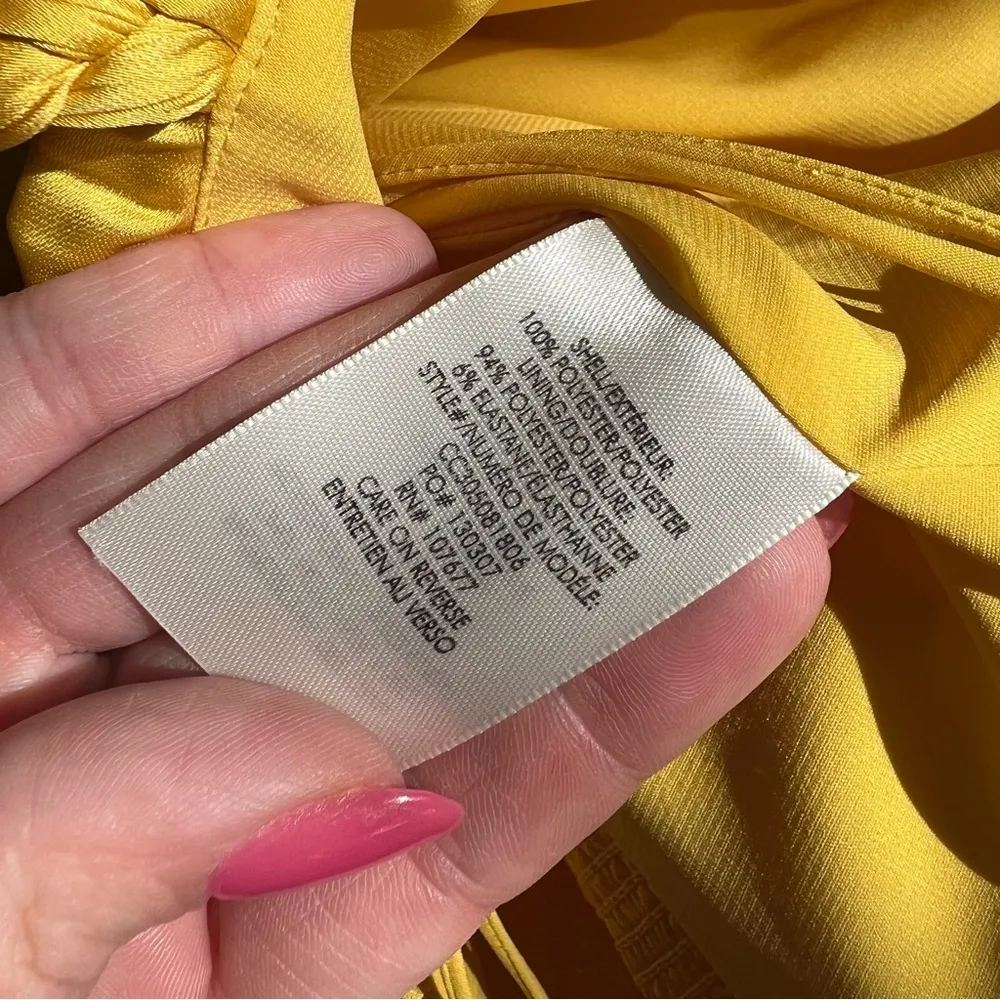 SHELL/EXTÉRIEUR:
100% POLYESTER/POLYESTER
LINING/DOUBLURE:
94% POLYESTER/POLYESTER
6% ELASTANE/ÉLASTHANNE
STYLE#/NUMÉRO DE MODÈLE:
CC305081806
PO# 130307
RN# 107677
CARE ON REVERSE
ENTRETIEN AU VERSO